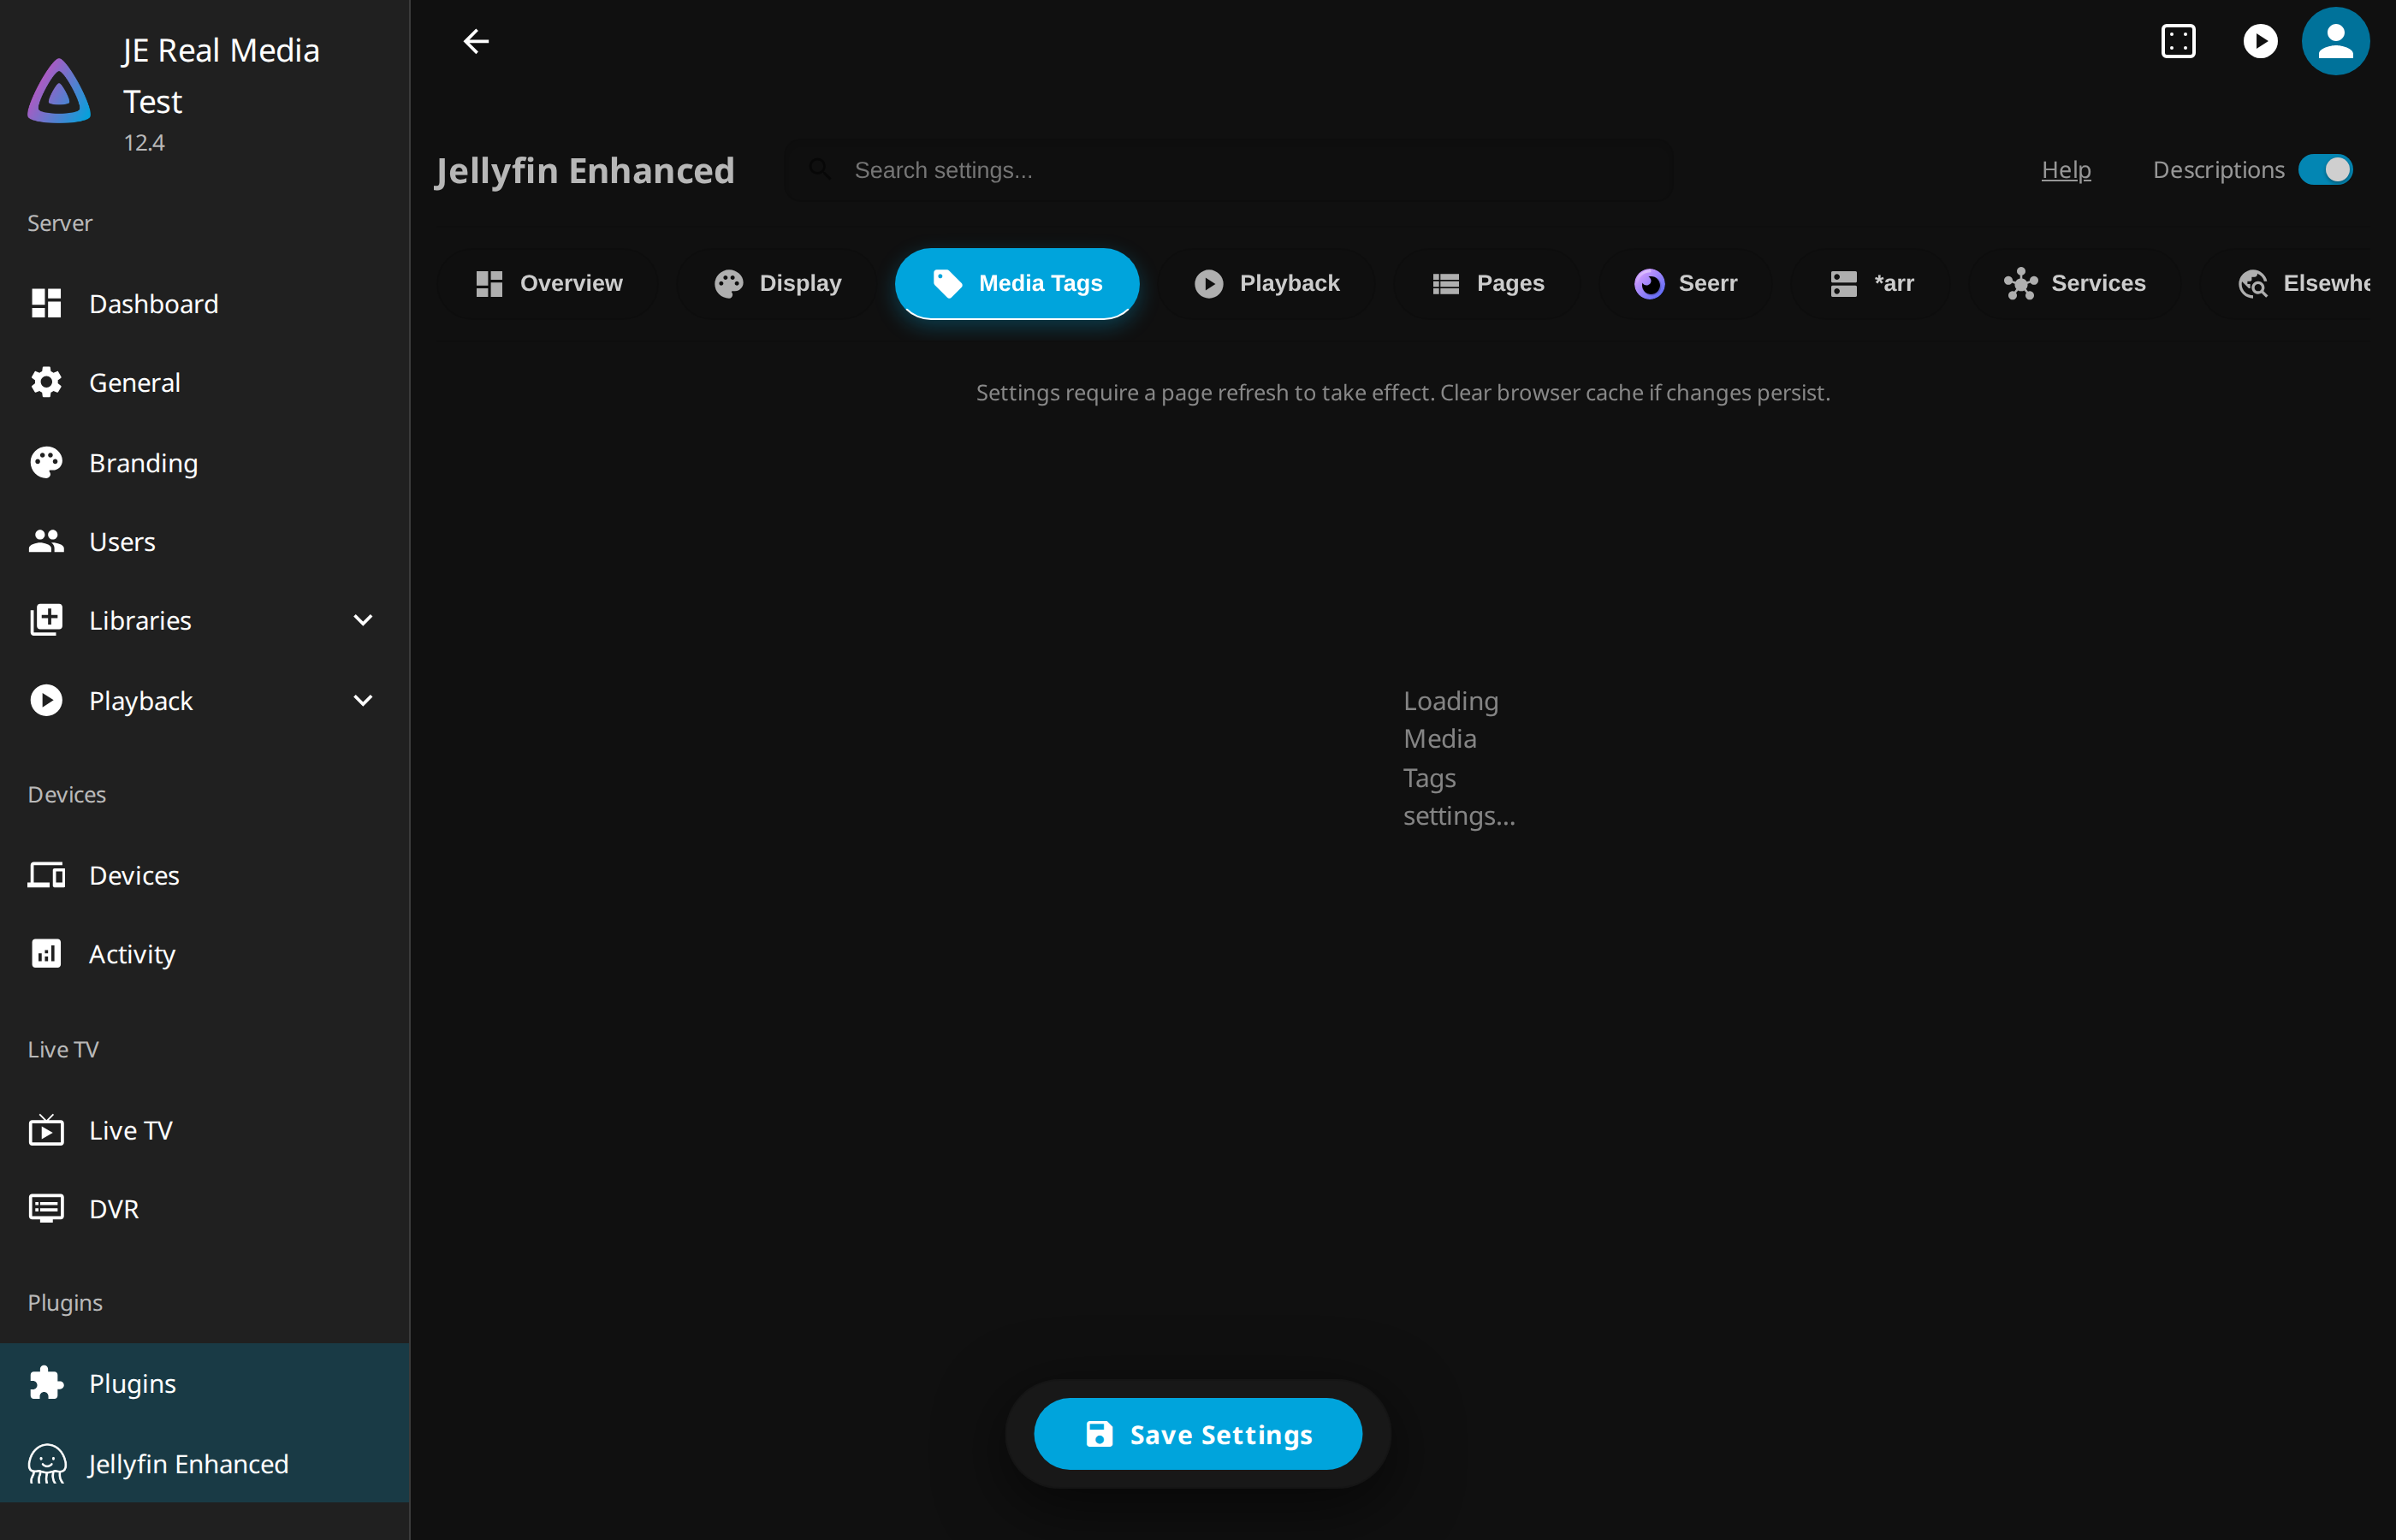 JE Real Media
Test
12.4
Server
Dashboard
General
Branding
Users
Libraries
Playback
Devices
Devices
Activity
Live TV
Live TV
DVR
Plugins
Plugins
Jellyfin Enhanced
Jellyfin Enhanced
Search settings...
Help
Descriptions
Overview
Display
Media Tags
Playback
Pages
Seerr
*arr
Services
Elsewhe
Settings require a page refresh to take effect. Clear browser cache if changes persist.
Loading
Media
Tags
settings...
Save Settings